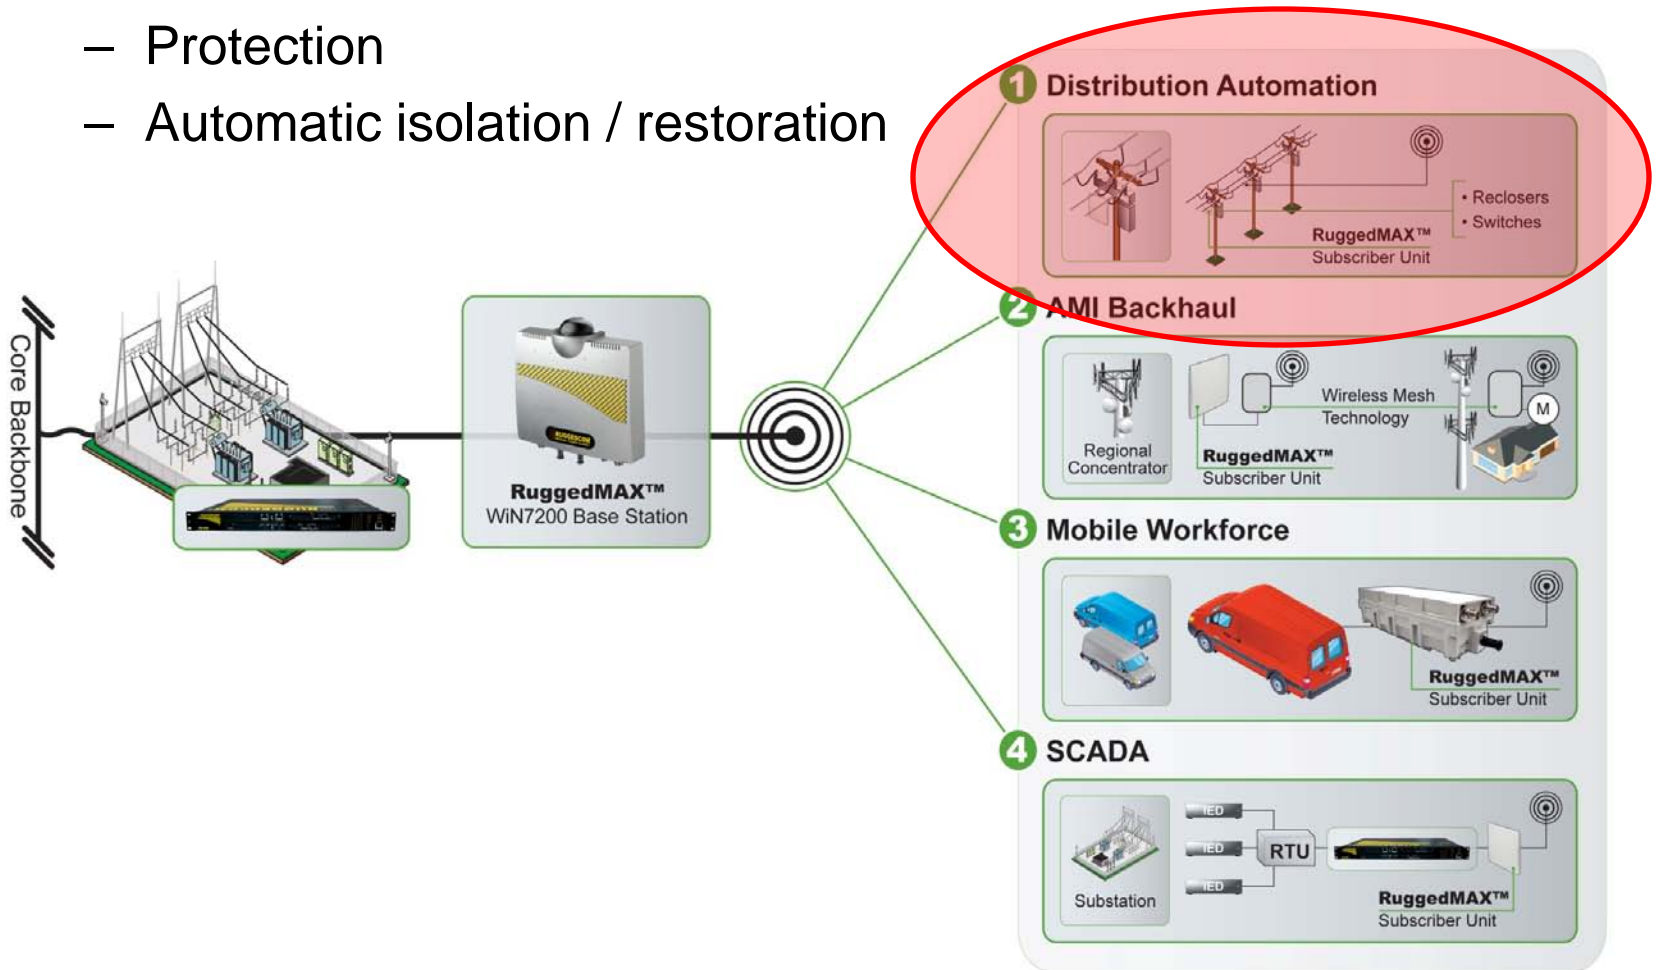 – Protection
– Automatic isolation / restoration
Core Backbone
RUGGEDCOM
RuggedMAX™
WiN7200 Base Station
1 Distribution Automation
• Reclosers
• Switches
RuggedMAX™
Subscriber Unit
2 AMI Backhaul
Regional
Concentrator
RuggedMAX™
Subscriber Unit
Wireless Mesh
Technology
M
3 Mobile Workforce
RuggedMAX™
Subscriber Unit
4 SCADA
Substation
IED
IED
IED
RTU
RuggedMAX™
Subscriber Unit